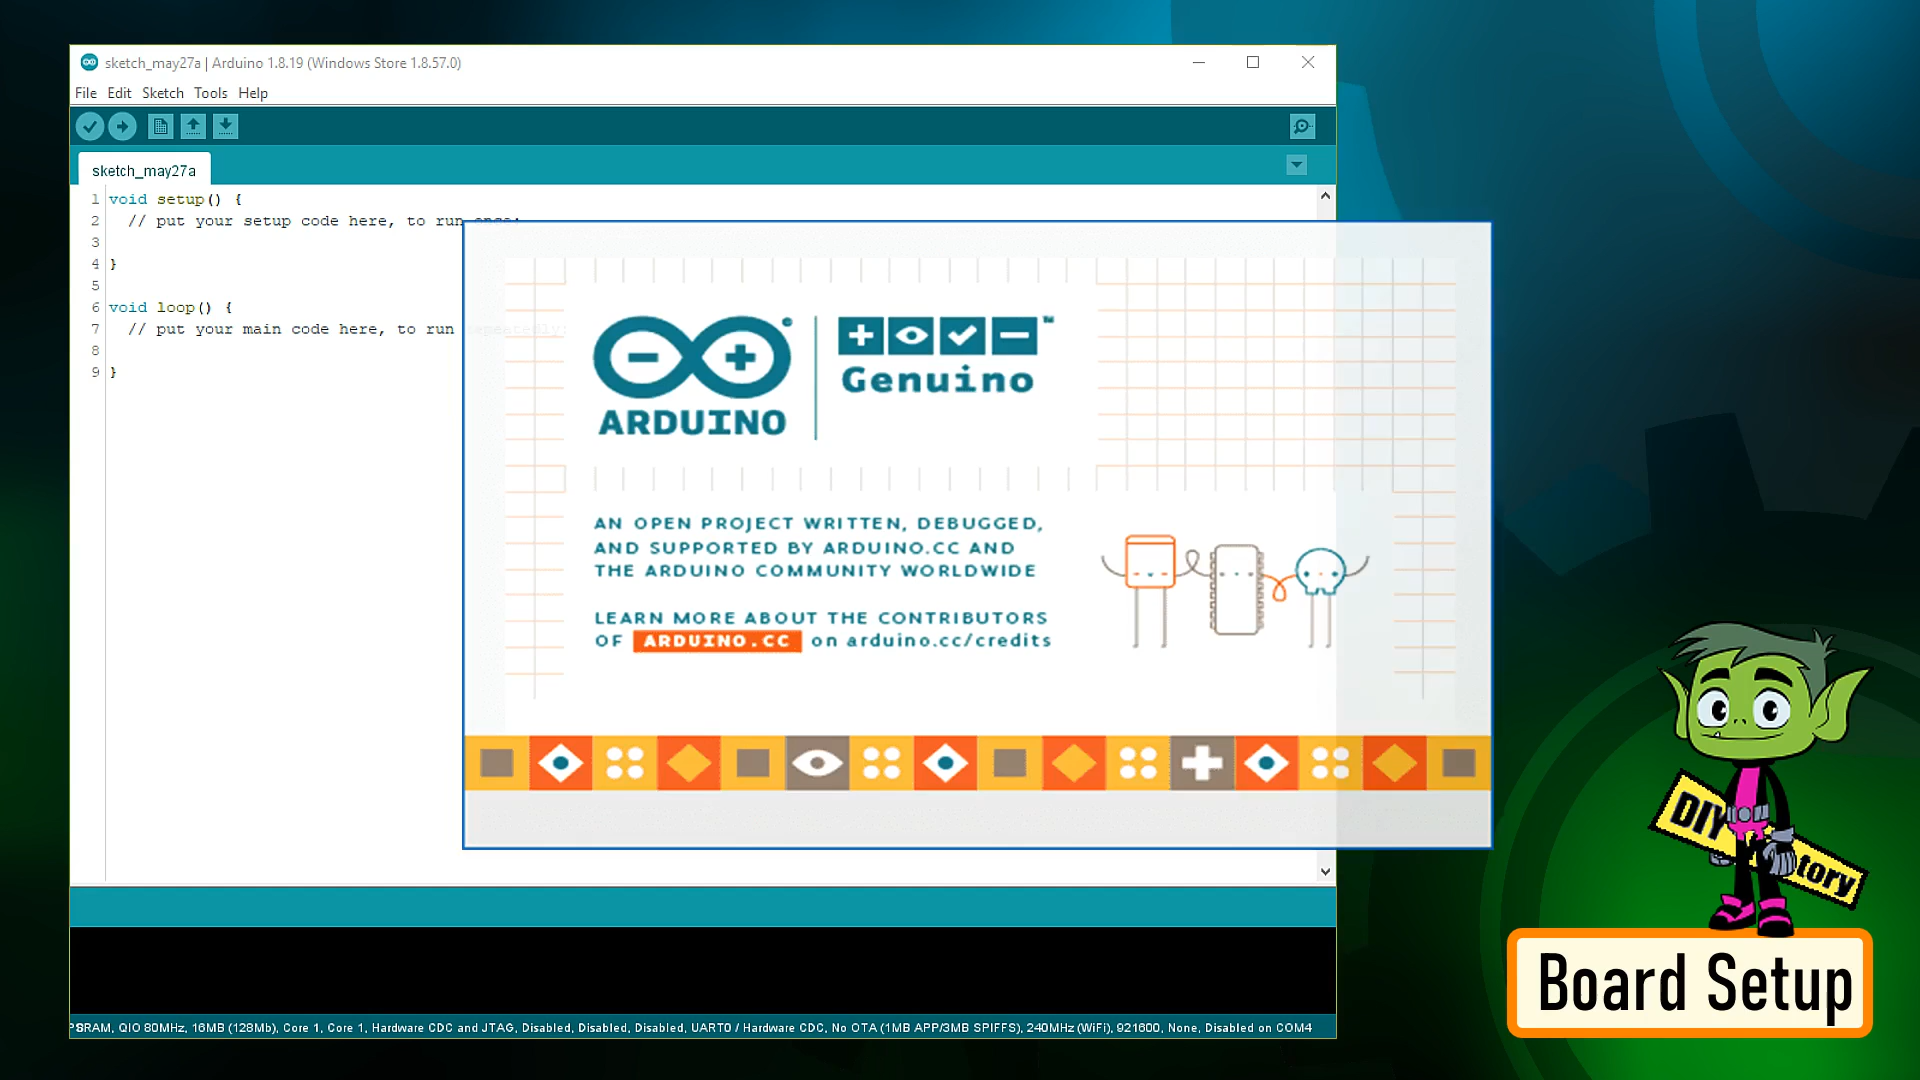 sketch_may27a | Arduino 1.8.19 (Windows Store 1.8.57.0)
File Edit Sketch Tools Help
sketch_may27a
1 void setup() {
2 // put your setup code here, to run once:
3
4 }
5
6 void loop() {
7 // put your main code here, to run repeatedly:
8
9 }
ARDUINO
Genuino™
AN OPEN PROJECT WRITTEN, DEBUGGED,
AND SUPPORTED BY ARDUINO.CC AND
THE ARDUINO COMMUNITY WORLDWIDE
LEARN MORE ABOUT THE CONTRIBUTORS
OF ARDUINO.CC on arduino.cc/credits
PSRAM, QIO 80MHz, 16MB (128Mb), Core 1, Core 1, Hardware CDC and JTAG, Disabled, Disabled, Disabled, UART0 / Hardware CDC, No OTA (1MB APP/3MB SPIFFS), 240MHz (WiFi), 921600, None, Disabled on COM4
DIY
tory
Board Setup